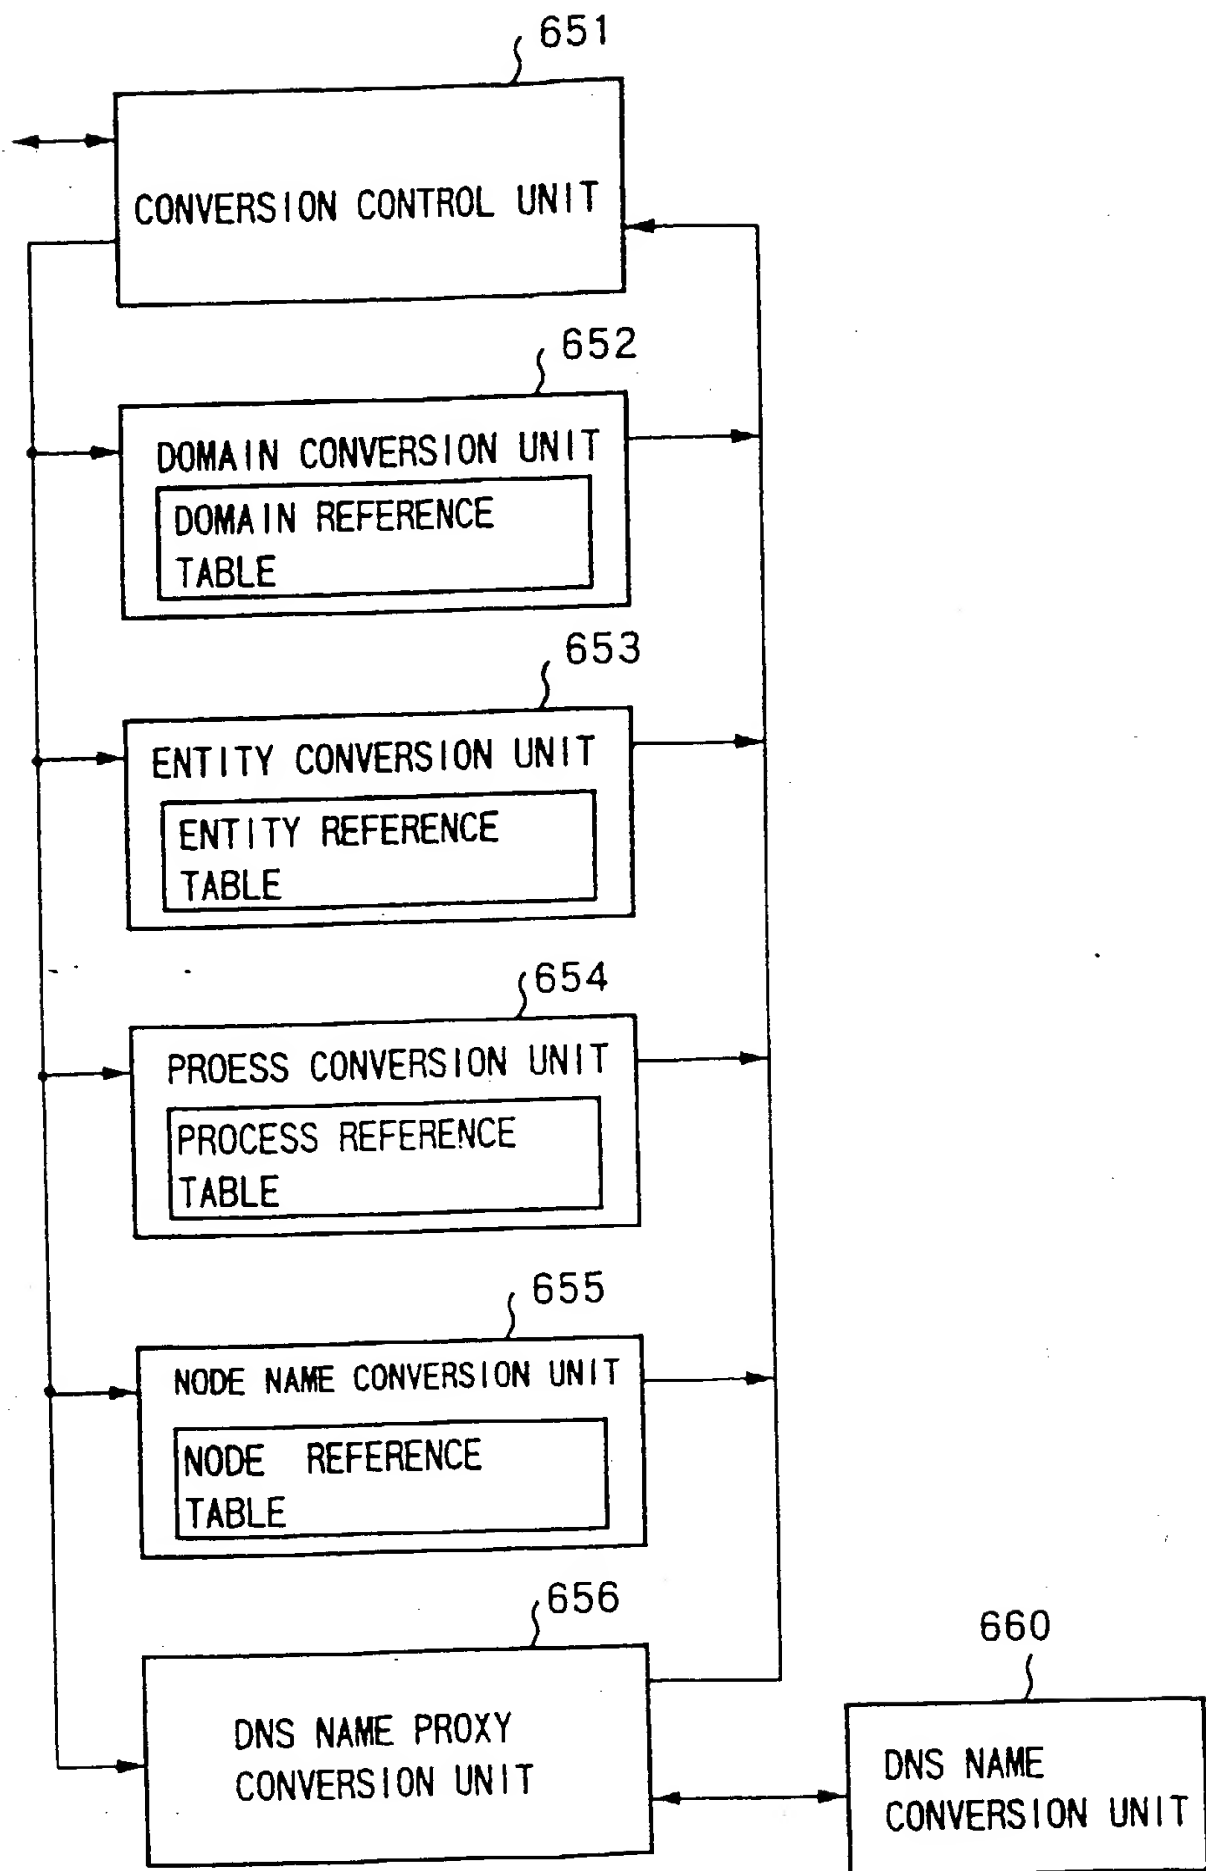 651
CONVERSION CONTROL UNIT
652
DOMAIN CONVERSION UNIT
DOMAIN REFERENCE
TABLE
653
ENTITY CONVERSION UNIT
ENTITY REFERENCE
TABLE
654
PROESS CONVERSION UNIT
PROCESS REFERENCE
TABLE
655
NODE NAME CONVERSION UNIT
NODE REFERENCE
TABLE
656
DNS NAME PROXY
CONVERSION UNIT
660
DNS NAME
CONVERSION UNIT